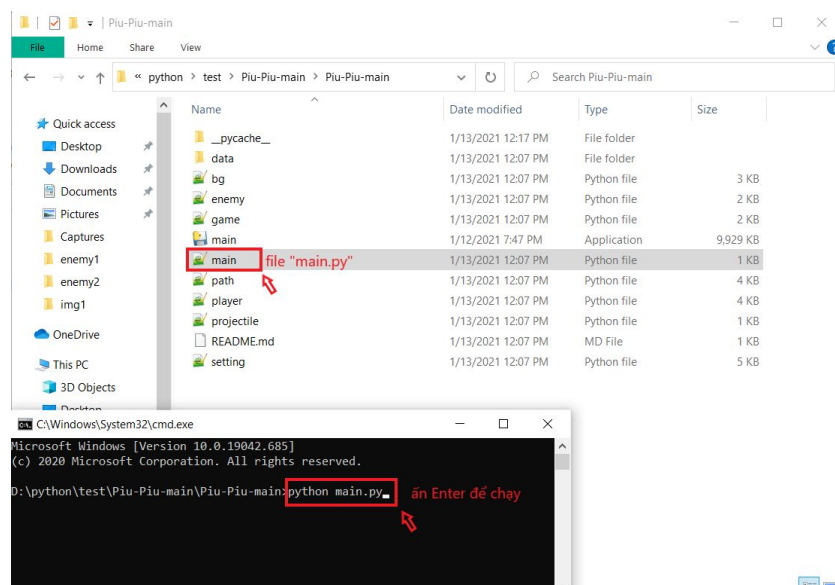 Piu-Piu-main
File Home Share View
« python > test > Piu-Piu-main > Piu-Piu-main Search Piu-Piu-main
Name Date modified Type Size
Quick access
Desktop
Downloads
Documents
Pictures
Captures
enemy1
enemy2
img1
OneDrive
This PC
3D Objects
Desktop
__pycache__ 1/13/2021 12:17 PM File folder
data 1/13/2021 12:07 PM File folder
bg 1/13/2021 12:07 PM Python file 3 KB
enemy 1/13/2021 12:07 PM Python file 2 KB
game 1/13/2021 12:07 PM Python file 2 KB
main 1/12/2021 7:47 PM Application 9,929 KB
main file "main.py" 1/13/2021 12:07 PM Python file 1 KB
path 1/13/2021 12:07 PM Python file 4 KB
player 1/13/2021 12:07 PM Python file 4 KB
projectile 1/13/2021 12:07 PM Python file 1 KB
README.md 1/13/2021 12:07 PM MD File 1 KB
setting 1/13/2021 12:07 PM Python file 5 KB
C:\Windows\System32\cmd.exe
Microsoft Windows [Version 10.0.19042.685]
(c) 2020 Microsoft Corporation. All rights reserved.
D:\python\test\Piu-Piu-main\Piu-Piu-main>python main.py ấn Enter để chạy